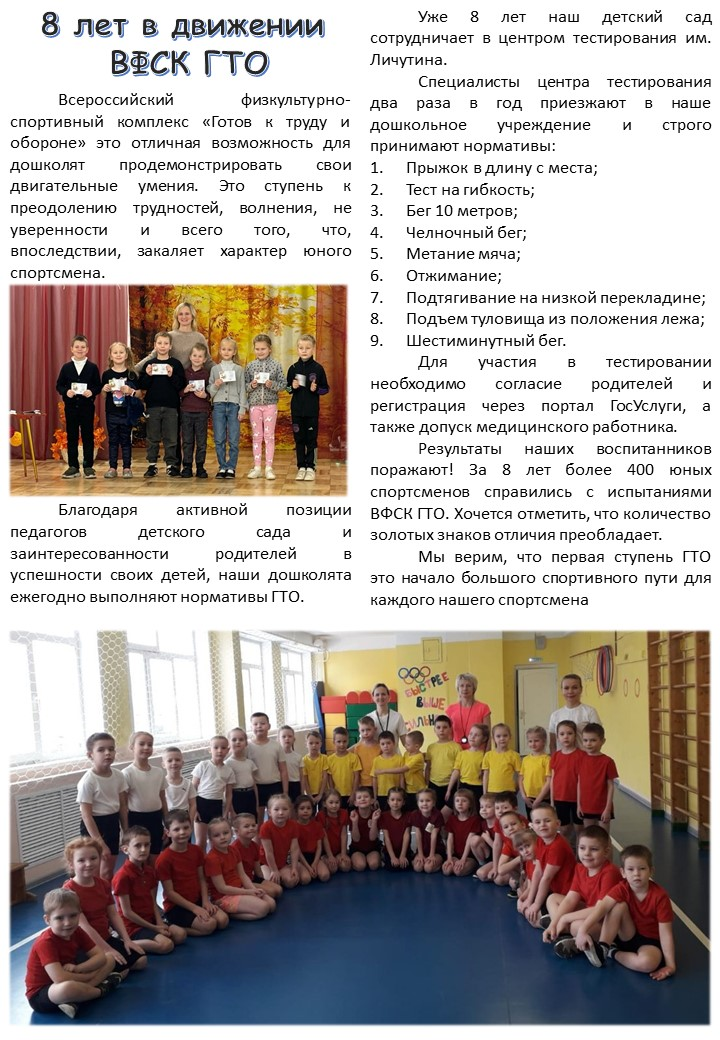 8 лет в движении
ВФСК ГТО
Всероссийский физкультурно-
спортивный комплекс «Готов к труду и
обороне» это отличная возможность для
дошколят продемонстрировать свои
двигательные умения. Это ступень к
преодолению трудностей, волнения, не
уверенности и всего того, что,
впоследствии, закаляет характер юного
спортсмена.
Благодаря активной позиции
педагогов детского сада и
заинтересованности родителей в
успешности своих детей, наши дошколята
ежегодно выполняют нормативы ГТО.
Уже 8 лет наш детский сад
сотрудничает в центром тестирования им.
Личутина.
Специалисты центра тестирования
два раза в год приезжают в наше
дошкольное учреждение и строго
принимают нормативы:
1. Прыжок в длину с места;
2. Тест на гибкость;
3. Бег 10 метров;
4. Челночный бег;
5. Метание мяча;
6. Отжимание;
7. Подтягивание на низкой перекладине;
8. Подъем туловища из положения лежа;
9. Шестиминутный бег.
Для участия в тестировании
необходимо согласие родителей и
регистрация через портал ГосУслуги, а
также допуск медицинского работника.
Результаты наших воспитанников
поражают! За 8 лет более 400 юных
спортсменов справились с испытаниями
ВФСК ГТО. Хочется отметить, что количество
золотых знаков отличия преобладает.
Мы верим, что первая ступень ГТО
это начало большого спортивного пути для
каждого нашего спортсмена
БЫСТРЕЕ
ВЫШЕ
СИЛЬНЕЕ